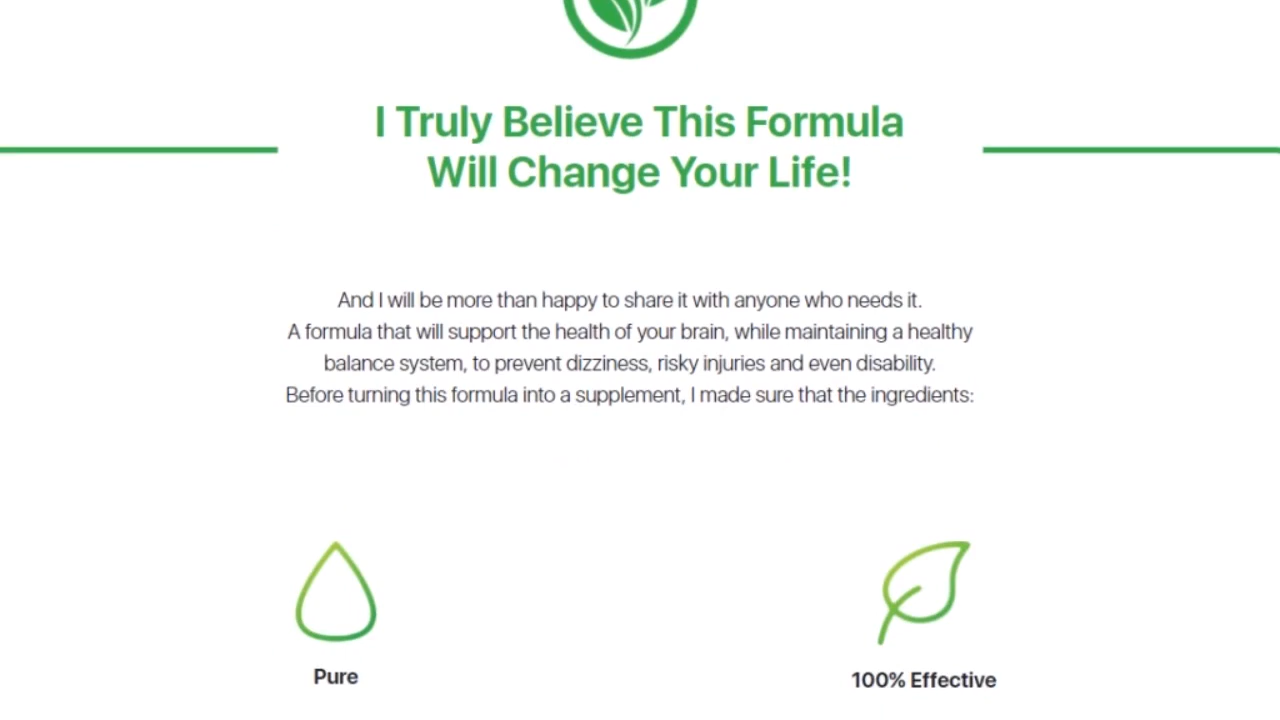 I Truly Believe This Formula
Will Change Your Life!
And I will be more than happy to share it with anyone who needs it.
A formula that will support the health of your brain, while maintaining a healthy
balance system, to prevent dizziness, risky injuries and even disability.
Before turning this formula into a supplement, I made sure that the ingredients:
Pure
100% Effective